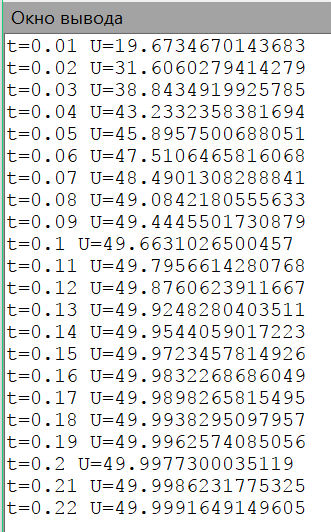 Окно вывода
t=0.01 U=19.6734670143683
t=0.02 U=31.6060279414279
t=0.03 U=38.8434919925785
t=0.04 U=43.2332358381694
t=0.05 U=45.8957500688051
t=0.06 U=47.5106465816068
t=0.07 U=48.4901308288841
t=0.08 U=49.0842180555633
t=0.09 U=49.4445501730879
t=0.1 U=49.6631026500457
t=0.11 U=49.7956614280768
t=0.12 U=49.8760623911667
t=0.13 U=49.9248280403511
t=0.14 U=49.9544059017223
t=0.15 U=49.9723457814926
t=0.16 U=49.9832268686049
t=0.17 U=49.9898265815495
t=0.18 U=49.9938295097957
t=0.19 U=49.9962574085056
t=0.2 U=49.9977300035119
t=0.21 U=49.9986231775325
t=0.22 U=49.9991649149605